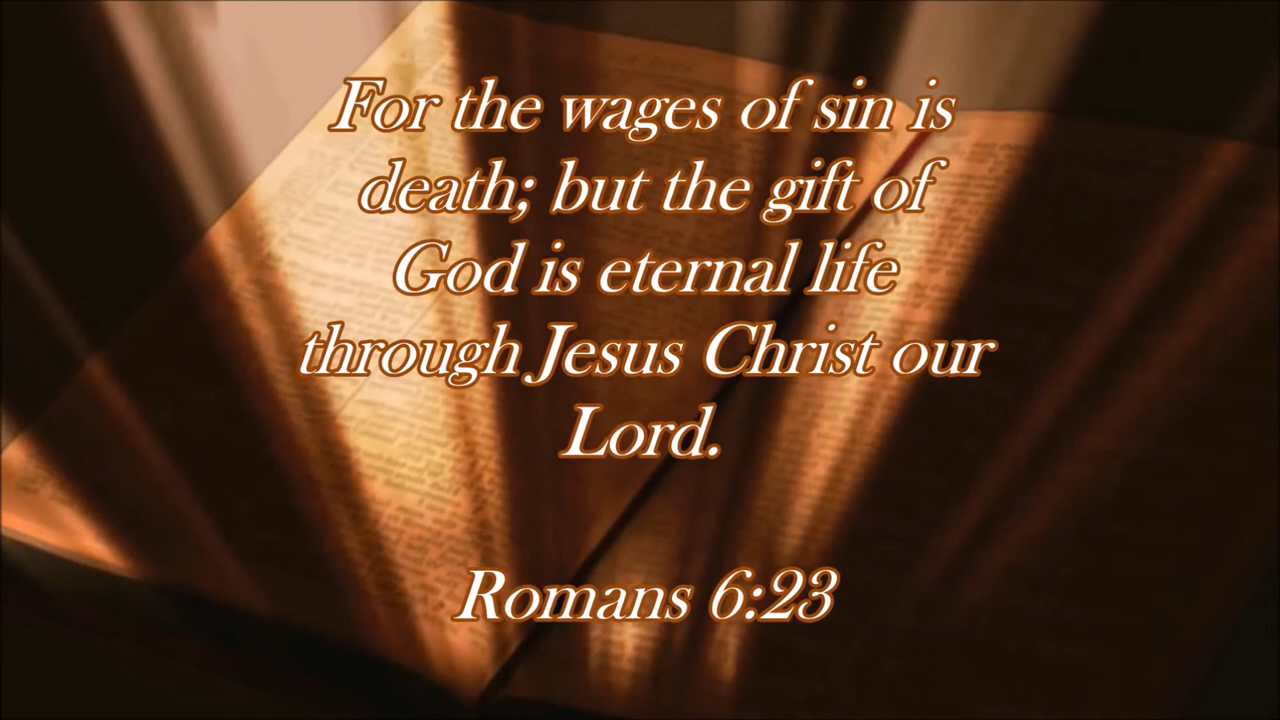 For the wages of sin is
death; but the gift of
God is eternal life
through Jesus Christ our
Lord.
Romans 6:23